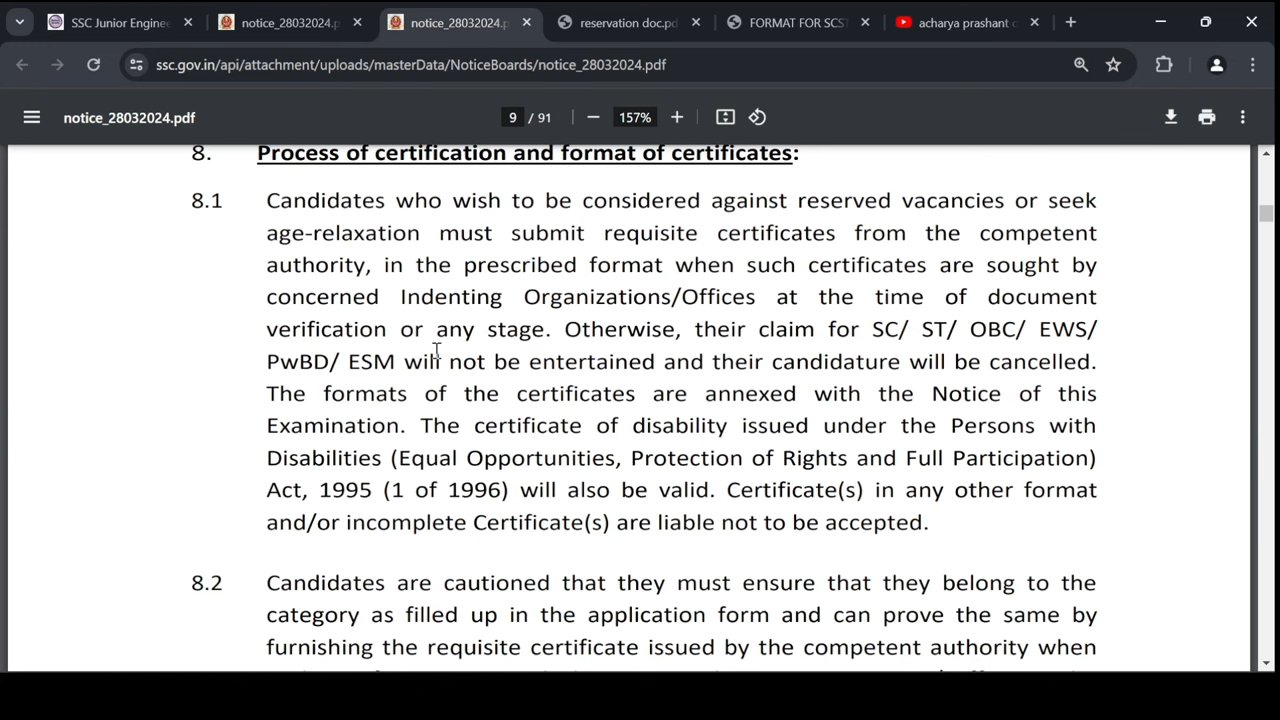 SSC Junior Enginee
notice_28032024.p
notice_28032024.p
reservation doc.pd
FORMAT FOR SCS
acharya prashant
ssc.gov.in/api/attachment/uploads/masterData/NoticeBoards/notice_28032024.pdf
notice_28032024.pdf
9 / 91
157%
8. Process of certification and format of certificates:
8.1 Candidates who wish to be considered against reserved vacancies or seek
age-relaxation must submit requisite certificates from the competent
authority, in the prescribed format when such certificates are sought by
concerned Indenting Organizations/Offices at the time of document
verification or any stage. Otherwise, their claim for SC/ ST/ OBC/ EWS/
PwBD/ ESM will not be entertained and their candidature will be cancelled.
The formats of the certificates are annexed with the Notice of this
Examination. The certificate of disability issued under the Persons with
Disabilities (Equal Opportunities, Protection of Rights and Full Participation)
Act, 1995 (1 of 1996) will also be valid. Certificate(s) in any other format
and/or incomplete Certificate(s) are liable not to be accepted.
8.2 Candidates are cautioned that they must ensure that they belong to the
category as filled up in the application form and can prove the same by
furnishing the requisite certificate issued by the competent authority when